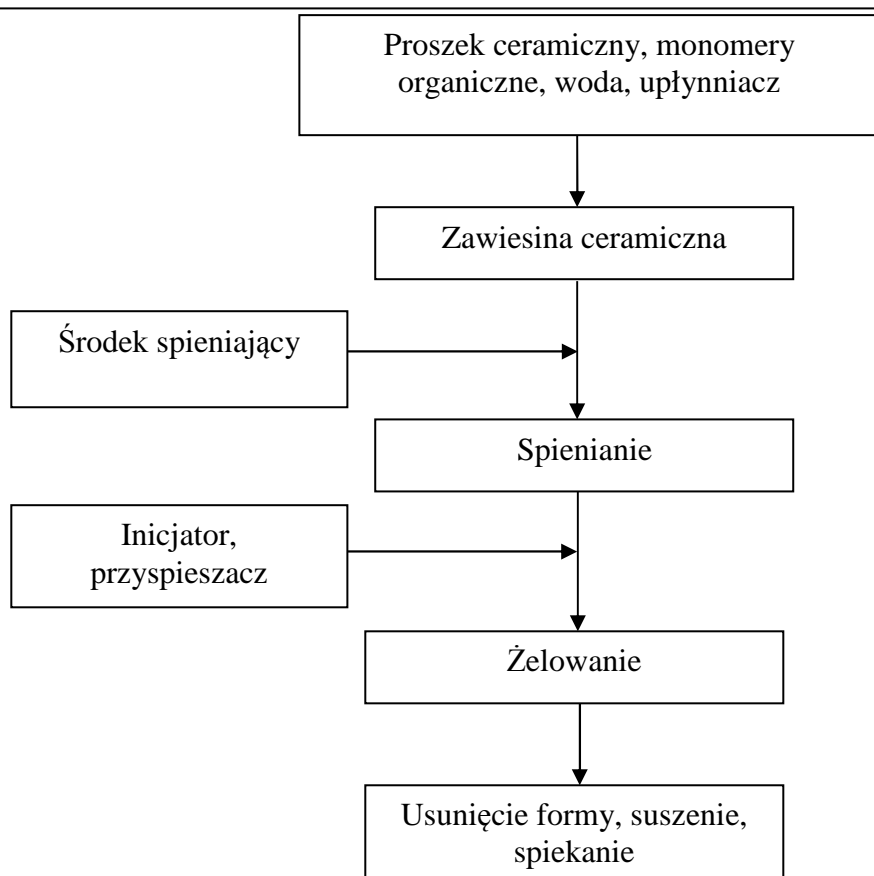 Proszek ceramiczny, monomery
organiczne, woda, upłynniacz
Zawiesina ceramiczna
Środek spieniający
Spienianie
Inicjator,
przyspieszacz
Żelowanie
Usunięcie formy, suszenie,
spiekanie